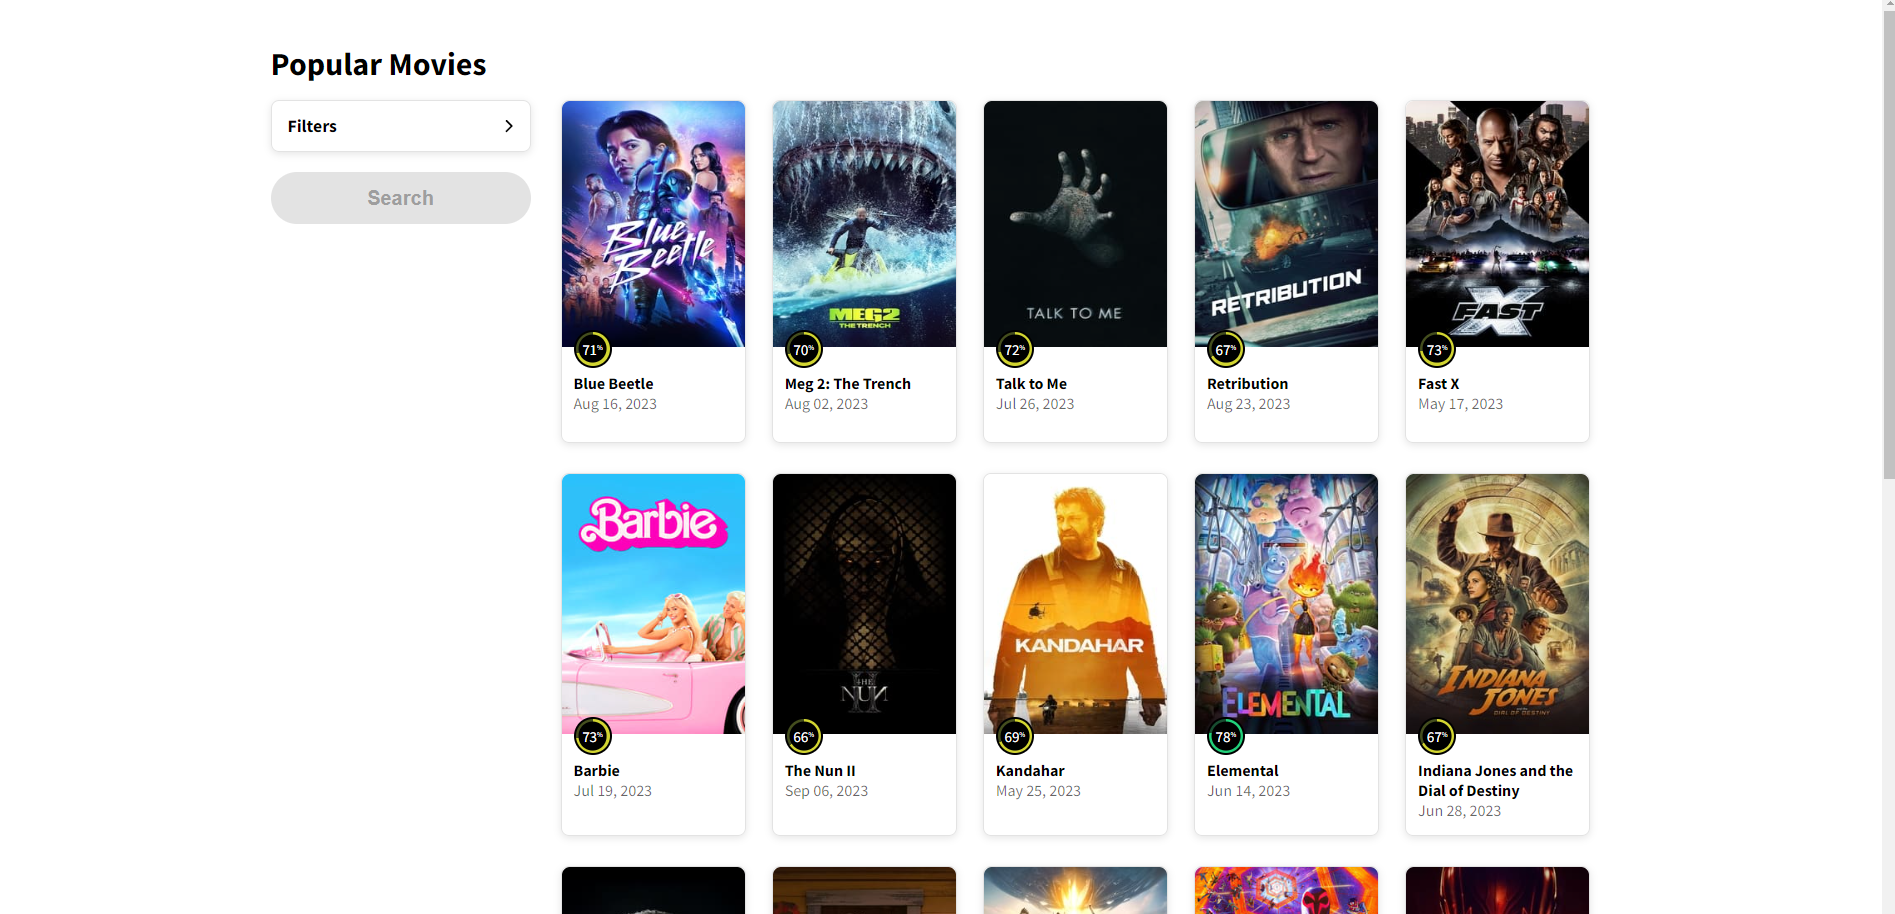 Popular Movies
Filters
Search
Blue
Beetle
71%
Blue Beetle
Aug 16, 2023
MEG2
THE TRENCH
70%
Meg 2: The Trench
Aug 02, 2023
TALK TO ME
72%
Talk to Me
Jul 26, 2023
RETRIBUTION
67%
Retribution
Aug 23, 2023
FAST X
73%
Fast X
May 17, 2023
Barbie
73%
Barbie
Jul 19, 2023
THE
NUN
II
66%
The Nun II
Sep 06, 2023
KANDAHAR
69%
Kandahar
May 25, 2023
ELEMENTAL
78%
Elemental
Jun 14, 2023
INDIANA
JONES
DIAL OF DESTINY
67%
Indiana Jones and the
Dial of Destiny
Jun 28, 2023